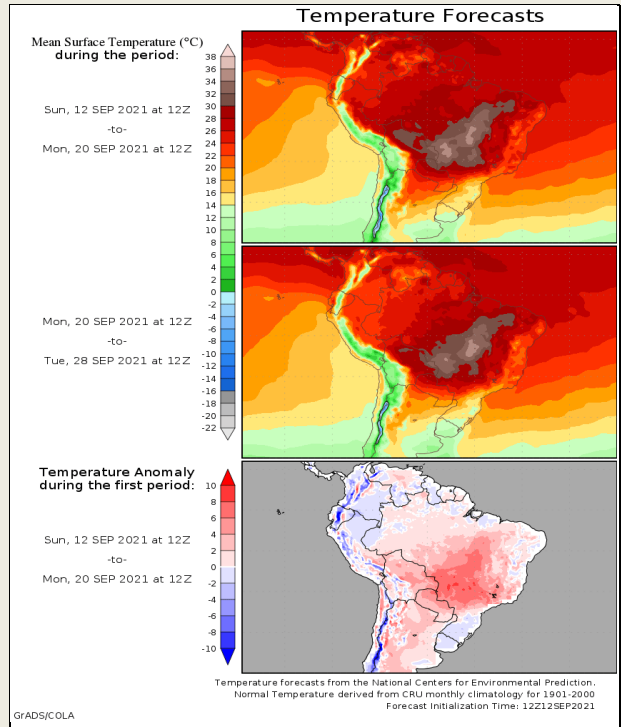 Temperature Forecasts
Mean Surface Temperature (°C)
during the period:
Sun, 12 SEP 2021 at 12Z
-to-
Mon, 20 SEP 2021 at 12Z
38
36
34
32
30
28
26
24
22
20
18
16
14
12
10
8
6
4
2
0
-2
-4
-6
-8
-10
-12
-14
-16
-18
-20
-22
Mon, 20 SEP 2021 at 12Z
-to-
Tue, 28 SEP 2021 at 12Z
Temperature Anomaly
during the first period:
Sun, 12 SEP 2021 at 12Z
-to-
Mon, 20 SEP 2021 at 12Z
10
8
6
4
2
0
-2
-4
-6
-8
-10
Temperature forecasts from the National Centers for Environmental Prediction.
Normal Temperature derived from CRU monthly climatology for 1901-2000
Forecast Initialization Time: 12Z12SEP2021
GrADS/COLA